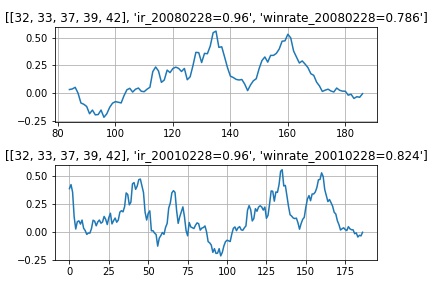 [[32, 33, 37, 39, 42], 'ir_20080228=0.96', 'winrate_20080228=0.786']
0.50
0.25
0.00
−0.25
80 100 120 140 160 180
[[32, 33, 37, 39, 42], 'ir_20010228=0.96', 'winrate_20010228=0.824']
0.50
0.25
0.00
−0.25
0 25 50 75 100 125 150 175